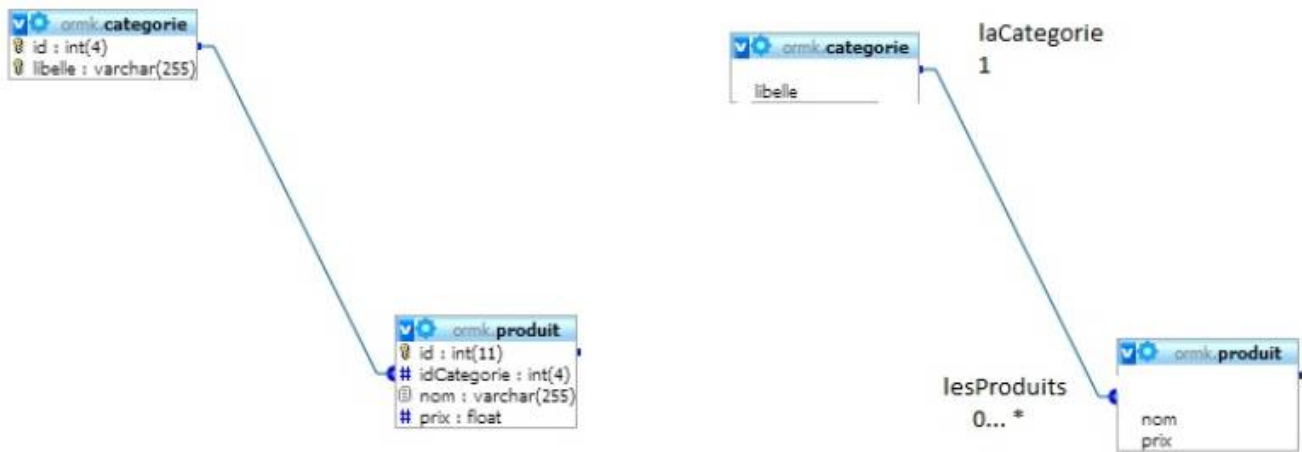 ormk.categorie
id : int(4)
libelle : varchar(255)
ormk.produit
id : int(11)
# idCategorie : int(4)
nom : varchar(255)
# prix : float
ormk.categorie
libelle
laCategorie
1
lesProduits
0... *
ormk.produit
nom
prix